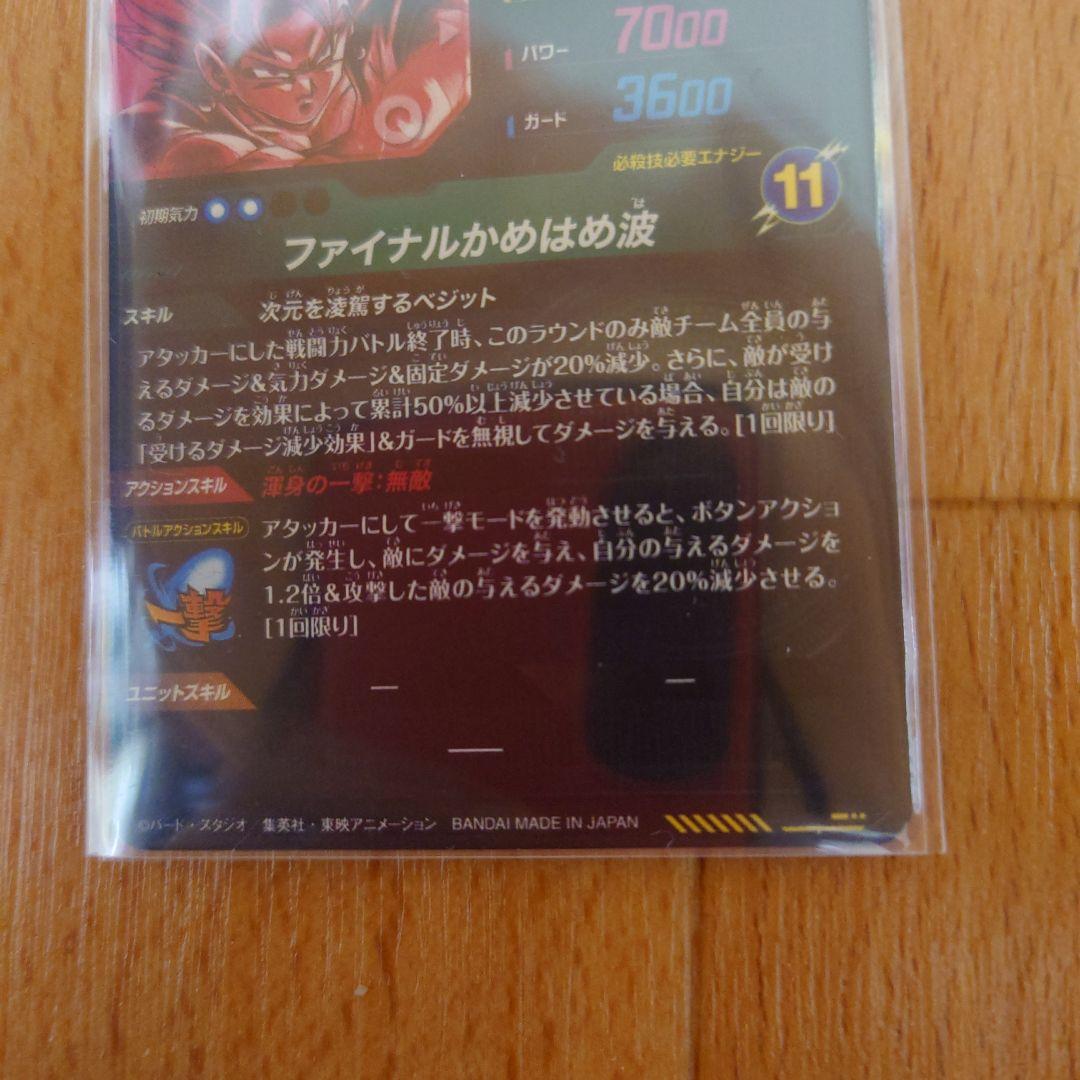 パワー 7000
ガード 3600
必殺技必要エナジー 11
初期気力
ファイナルかめはめ波
スキル 次元を凌駕するベジット
アタッカーにした戦闘力バトル終了時、このラウンドのみ敵チーム全員の与
えるダメージ&気力ダメージ&固定ダメージが20%減少。さらに、敵が受け
るダメージを効果によって累計50%以上減少させている場合、自分は敵の
「受けるダメージ減少効果」&ガードを無視してダメージを与える。[1回限り]
アクションスキル 渾身の一撃:無敵
バトルアクションスキル
一撃
アタッカーにして一撃モードを発動させると、ボタンアクショ
ンが発生し、敵にダメージを与え、自分の与えるダメージを
1.2倍&攻撃した敵の与えるダメージを20%減少させる。
[1回限り]
ユニットスキル — —
—
©バード・スタジオ/集英社・東映アニメーション BANDAI MADE IN JAPAN